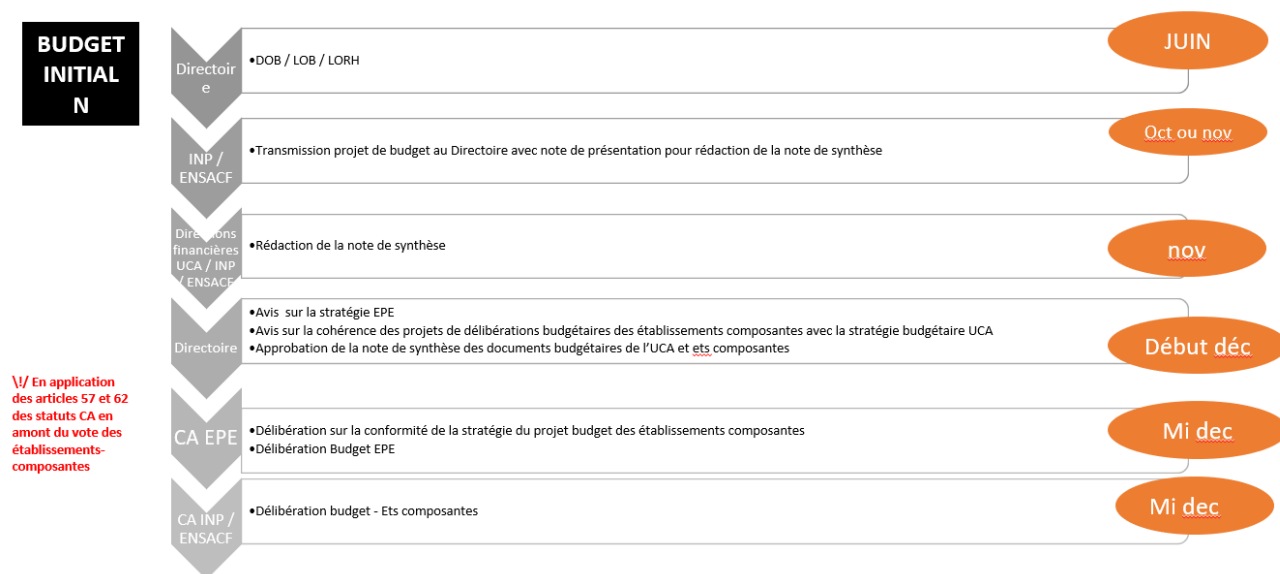 BUDGET
INITIAL
N
Directoir
e
•DOB / LOB / LORH
JUIN
INP /
ENSACF
•Transmission projet de budget au Directoire avec note de présentation pour rédaction de la note de synthèse
Oct ou nov
Directions
financières
UCA / INP
/ ENSACF
•Rédaction de la note de synthèse
nov
Directoire
•Avis  sur la stratégie EPE
•Avis sur la cohérence des projets de délibérations budgétaires des établissements composantes avec la stratégie budgétaire UCA
•Approbation de la note de synthèse des documents budgétaires de l’UCA et ets composantes
Début déc
\!/ En application
des articles 57 et 62
des statuts CA en
amont du vote des
établissements-
composantes
CA EPE
•Délibération sur la conformité de la stratégie du projet budget des établissements composantes
•Délibération Budget EPE
Mi dec
CA INP /
ENSACF
•Délibération budget - Ets composantes
Mi dec